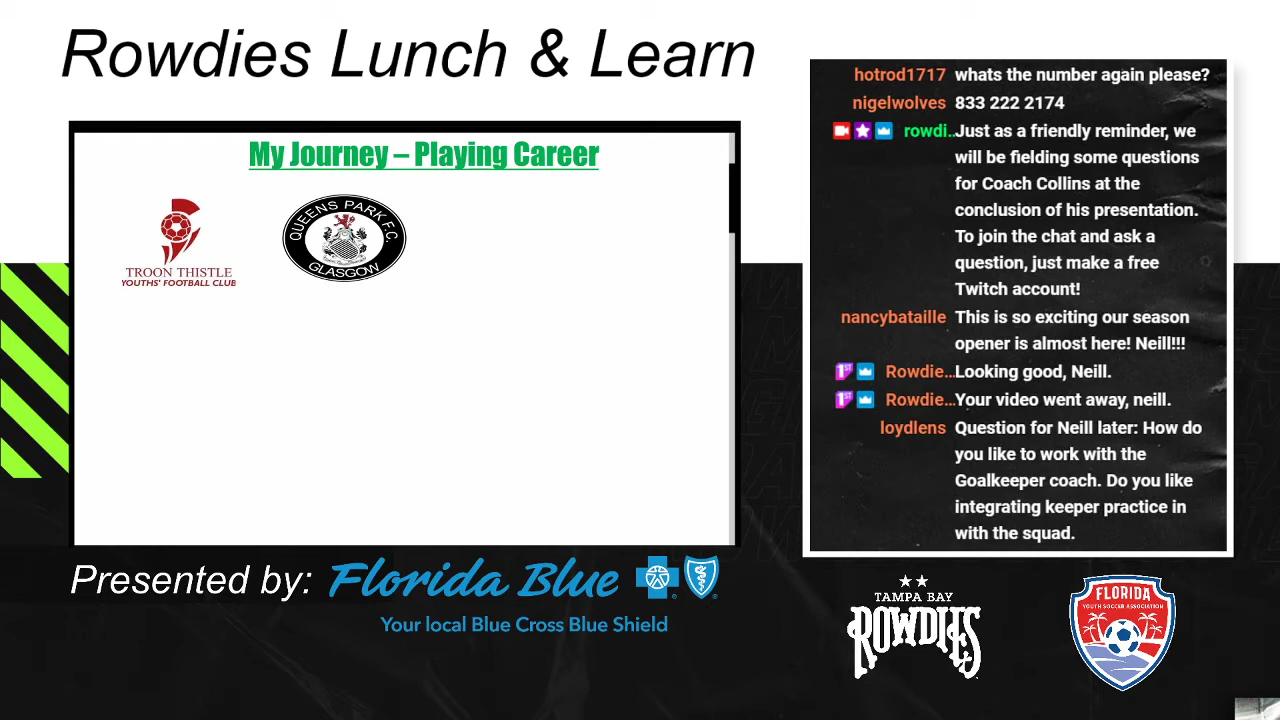 Rowdies Lunch & Learn
My Journey – Playing Career
TROON THISTLE
YOUTHS' FOOTBALL CLUB
QUEENS PARK F.C.
GLASGOW
hotrod1717 whats the number again please?
nigelwolves 833 222 2174
rowdi.. Just as a friendly reminder, we
will be fielding some questions
for Coach Collins at the
conclusion of his presentation.
To join the chat and ask a
question, just make a free
Twitch account!
nancybataille This is so exciting our season
opener is almost here! Neill!!!
1ST Rowdie... Looking good, Neill.
1ST Rowdie... Your video went away, neill.
loydlens Question for Neill later: How do
you like to work with the
Goalkeeper coach. Do you like
integrating keeper practice in
with the squad.
Presented by: Florida Blue
Your local Blue Cross Blue Shield
TAMPA BAY
ROWDIES
FLORIDA
YOUTH SOCCER ASSOCIATION